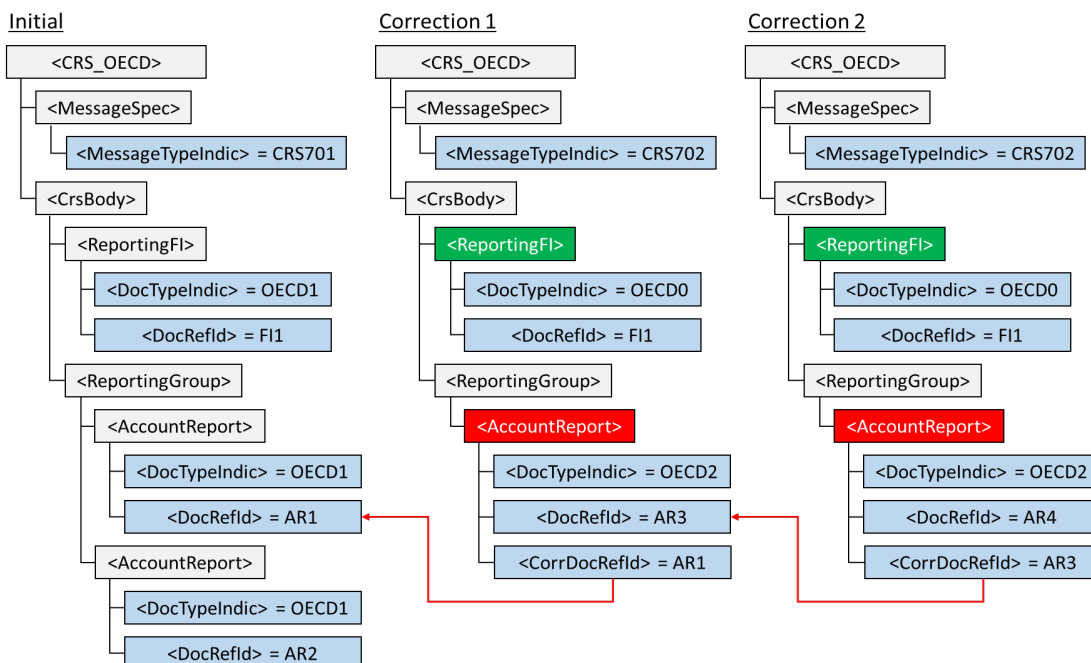 Initial
<CRS_OECD>
<MessageSpec>
<MessageTypeIndic> = CRS701
<CrsBody>
<ReportingFI>
<DocTypeIndic> = OECD1
<DocRefId> = FI1
<ReportingGroup>
<AccountReport>
<DocTypeIndic> = OECD1
<DocRefId> = AR1
<AccountReport>
<DocTypeIndic> = OECD1
<DocRefId> = AR2
Correction 1
<CRS_OECD>
<MessageSpec>
<MessageTypeIndic> = CRS702
<CrsBody>
<ReportingFI>
<DocTypeIndic> = OECD0
<DocRefId> = FI1
<ReportingGroup>
<AccountReport>
<DocTypeIndic> = OECD2
<DocRefId> = AR3
<CorrDocRefId> = AR1
Correction 2
<CRS_OECD>
<MessageSpec>
<MessageTypeIndic> = CRS702
<CrsBody>
<ReportingFI>
<DocTypeIndic> = OECD0
<DocRefId> = FI1
<ReportingGroup>
<AccountReport>
<DocTypeIndic> = OECD2
<DocRefId> = AR4
<CorrDocRefId> = AR3